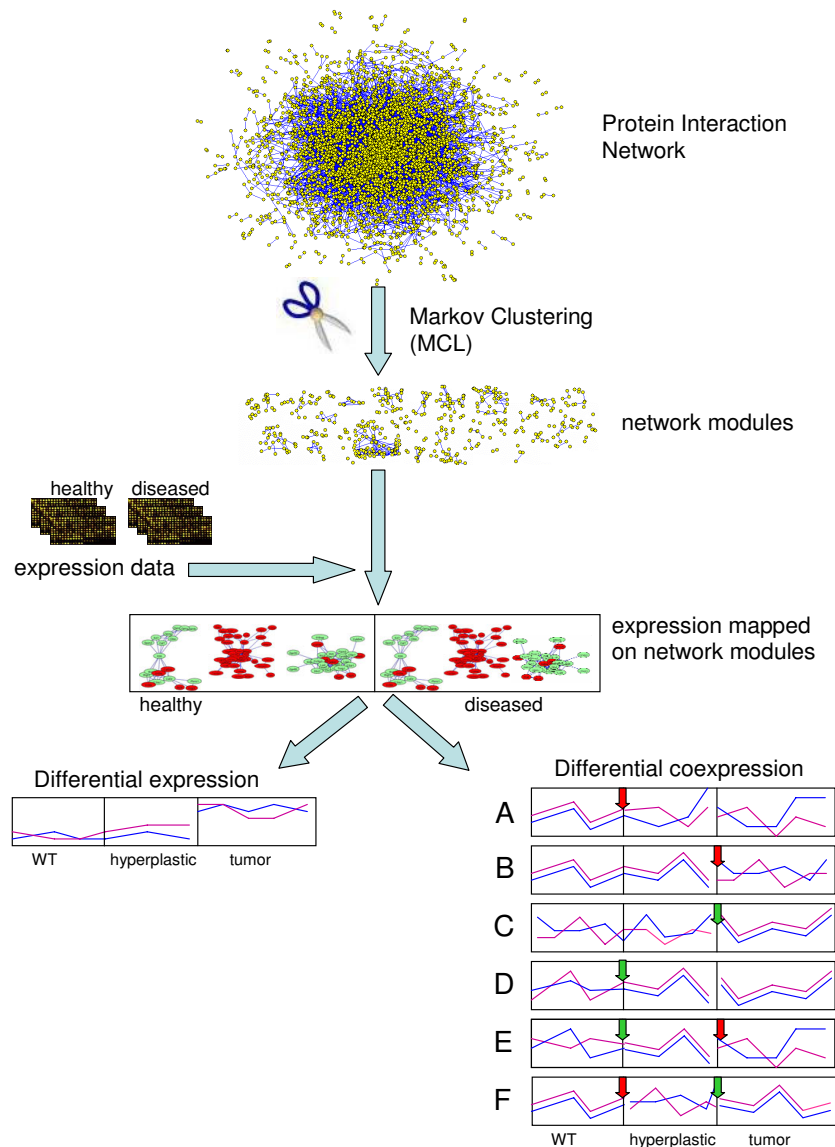 Protein Interaction
Network
Markov Clustering
(MCL)
network modules
healthy diseased
expression data
expression mapped
on network modules
healthy
diseased
Differential expression
WT hyperplastic tumor
Differential coexpression
A
B
C
D
E
F
WT hyperplastic tumor